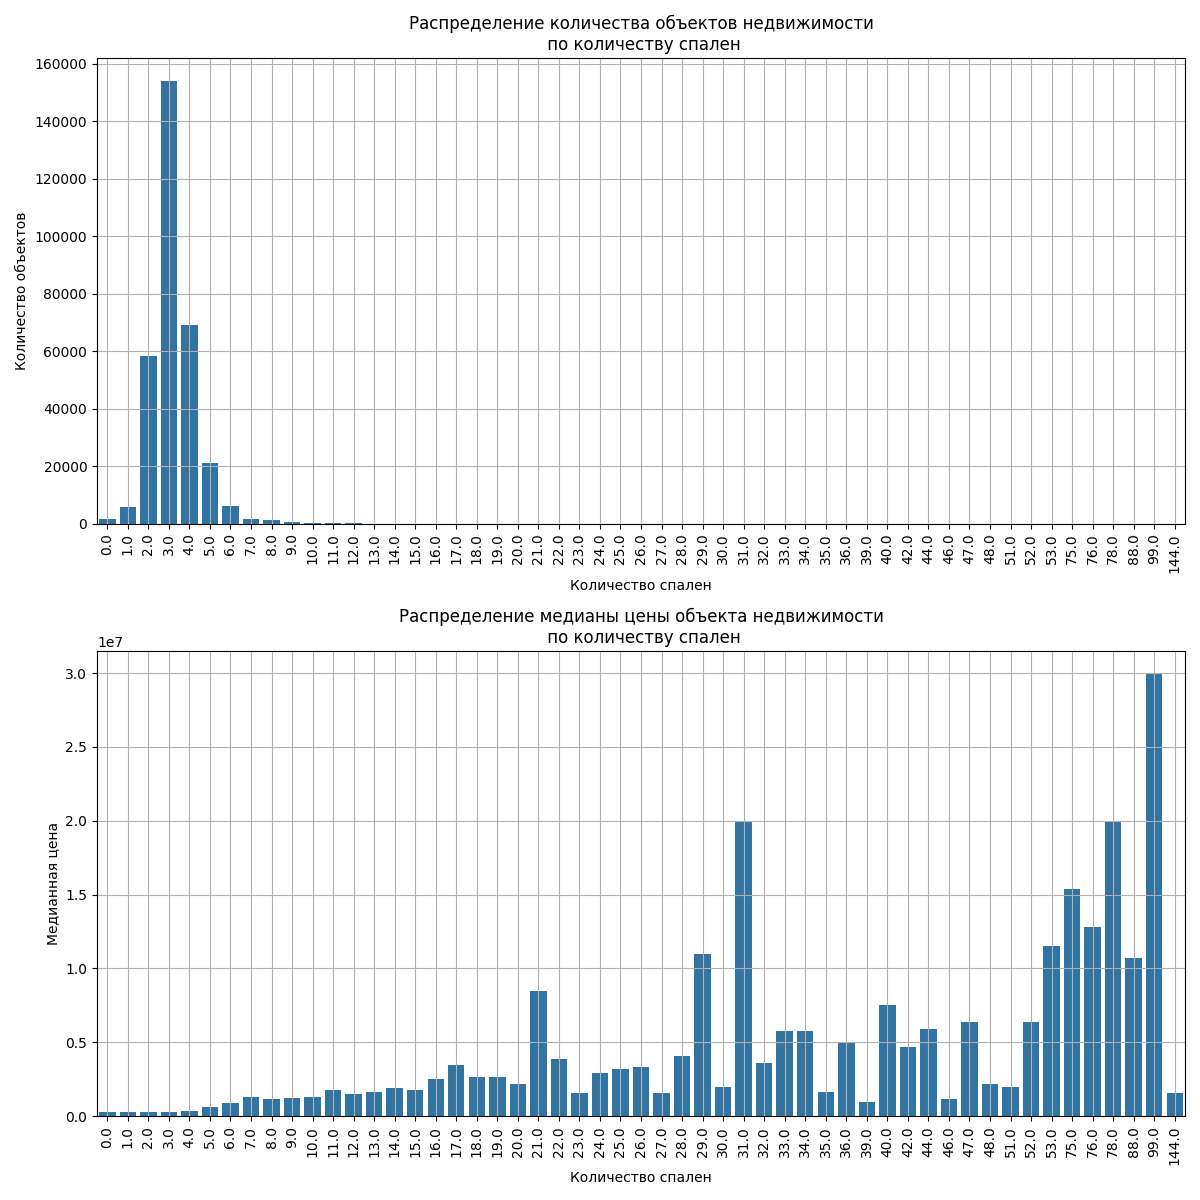 Распределение количества объектов недвижимости
по количеству спален
160000
140000
120000
100000
80000
60000
40000
20000
0
Количество объектов
0.0 1.0 2.0 3.0 4.0 5.0 6.0 7.0 8.0 9.0 10.0 11.0 12.0 13.0 14.0 15.0 16.0 17.0 18.0 19.0 20.0 21.0 22.0 23.0 24.0 25.0 26.0 27.0 28.0 29.0 30.0 31.0 32.0 33.0 34.0 35.0 36.0 39.0 40.0 42.0 44.0 46.0 47.0 48.0 51.0 52.0 53.0 75.0 76.0 78.0 88.0 99.0 144.0
Количество спален
Распределение медианы цены объекта недвижимости
по количеству спален
1e7
3.0
2.5
2.0
1.5
1.0
0.5
0.0
Медианная цена
0.0 1.0 2.0 3.0 4.0 5.0 6.0 7.0 8.0 9.0 10.0 11.0 12.0 13.0 14.0 15.0 16.0 17.0 18.0 19.0 20.0 21.0 22.0 23.0 24.0 25.0 26.0 27.0 28.0 29.0 30.0 31.0 32.0 33.0 34.0 35.0 36.0 39.0 40.0 42.0 44.0 46.0 47.0 48.0 51.0 52.0 53.0 75.0 76.0 78.0 88.0 99.0 144.0
Количество спален